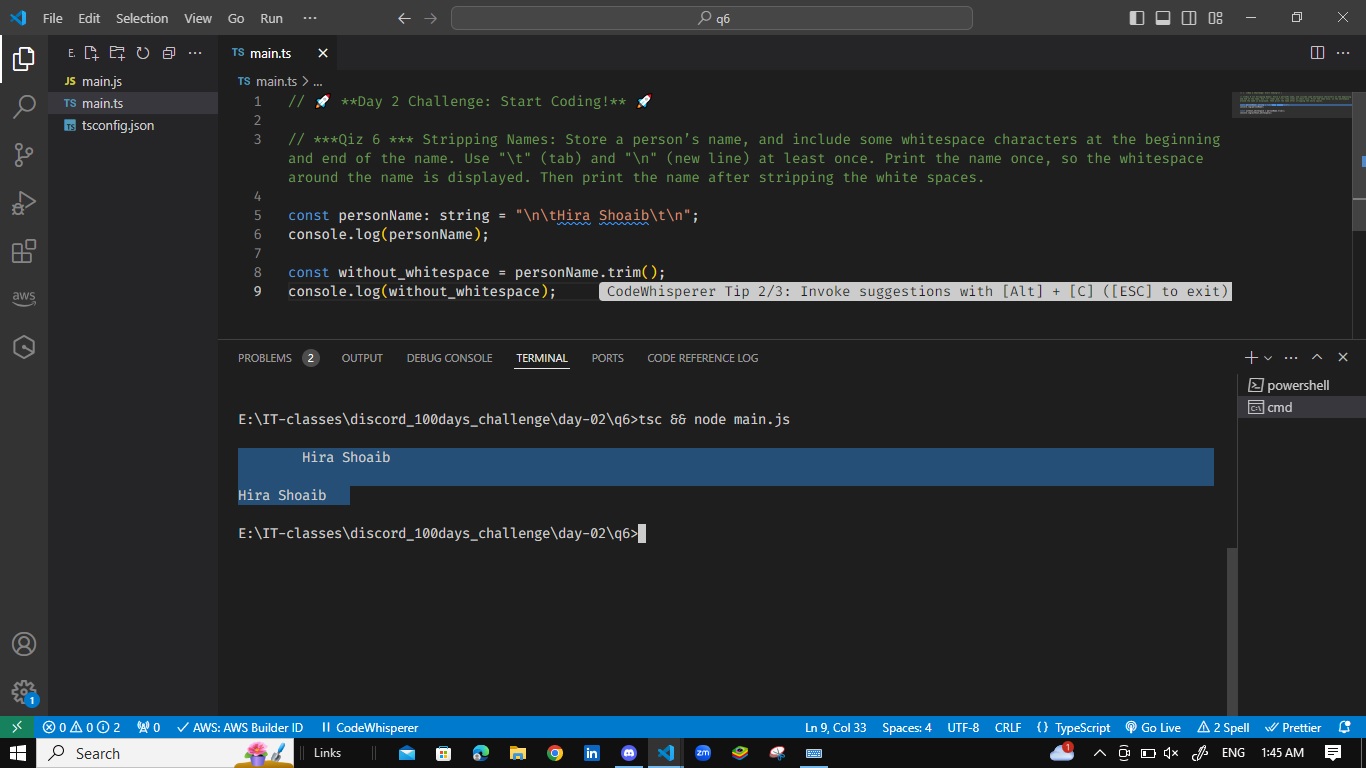 File Edit Selection View Go Run ··· q6
E. ···
JS main.js
TS main.ts
TS tsconfig.json
TS main.ts ×
TS main.ts > ...
1 // 🚀 **Day 2 Challenge: Start Coding!** 🚀
2
3 // ***Qiz 6 *** Stripping Names: Store a person's name, and include some whitespace characters at the beginning
and end of the name. Use "\t" (tab) and "\n" (new line) at least once. Print the name once, so the whitespace
around the name is displayed. Then print the name after stripping the white spaces.
4
5 const personName: string = "\n\tHira Shoaib\t\n";
6 console.log(personName);
7
8 const without_whitespace = personName.trim();
9 console.log(without_whitespace); CodeWhisperer Tip 2/3: Invoke suggestions with [Alt] + [C] ([ESC] to exit)
aws
PROBLEMS 2 OUTPUT DEBUG CONSOLE TERMINAL PORTS CODE REFERENCE LOG
powershell
cmd
E:\IT-classes\discord_100days_challenge\day-02\q6>tsc && node main.js
Hira Shoaib
Hira Shoaib
E:\IT-classes\discord_100days_challenge\day-02\q6>
1
0 0 2 0 AWS: AWS Builder ID CodeWhisperer Ln 9, Col 33 Spaces: 4 UTF-8 CRLF {} TypeScript Go Live 2 Spell Prettier
Search Links in zm 1 ENG 1:45 AM